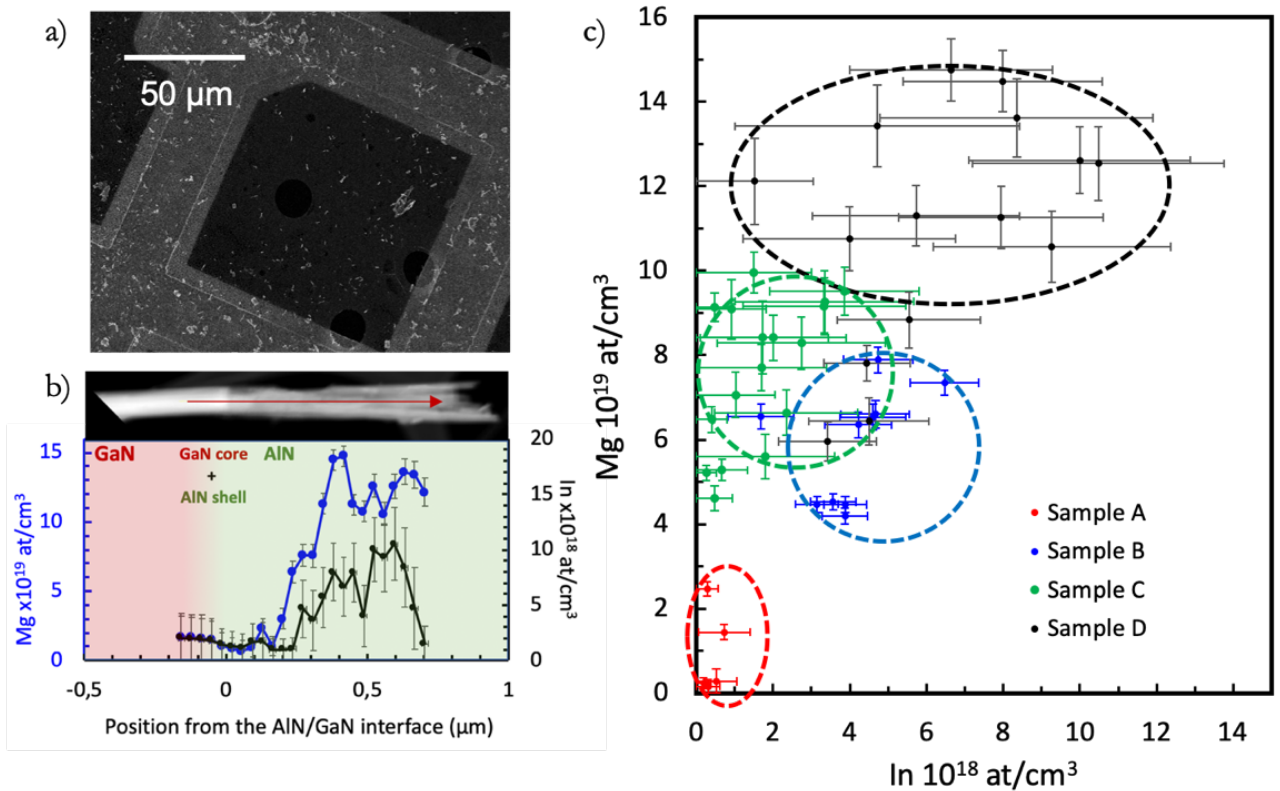 a)
50 μm
b)
GaN
GaN core
+
AlN shell
AlN
15
10
5
0
Mg x10¹⁹ at/cm³
20
15
10
5
0
In x10¹⁸ at/cm³
-0,5
0
0,5
1
Position from the AlN/GaN interface (μm)
c)
16
14
12
10
8
6
4
2
0
Mg 10¹⁹ at/cm³
Sample A
Sample B
Sample C
Sample D
0
2
4
6
8
10
12
14
In 10¹⁸ at/cm³